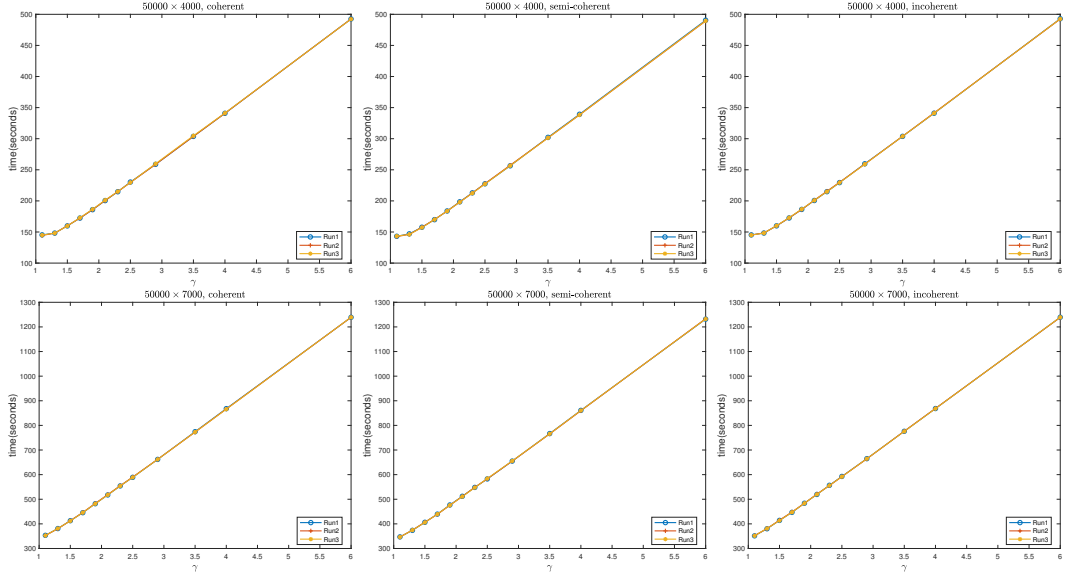 50000 × 4000, coherent
500
450
400
350
300
250
200
150
100
time(seconds)
1 1.5 2 2.5 3 3.5 4 4.5 5 5.5 6
γ
Run1
Run2
Run3
50000 × 4000, semi-coherent
500
450
400
350
300
250
200
150
100
time(seconds)
1 1.5 2 2.5 3 3.5 4 4.5 5 5.5 6
γ
Run1
Run2
Run3
50000 × 4000, incoherent
500
450
400
350
300
250
200
150
100
time(seconds)
1 1.5 2 2.5 3 3.5 4 4.5 5 5.5 6
γ
Run1
Run2
Run3
50000 × 7000, coherent
1300
1200
1100
1000
900
800
700
600
500
400
300
time(seconds)
1 1.5 2 2.5 3 3.5 4 4.5 5 5.5 6
γ
Run1
Run2
Run3
50000 × 7000, semi-coherent
1300
1200
1100
1000
900
800
700
600
500
400
300
time(seconds)
1 1.5 2 2.5 3 3.5 4 4.5 5 5.5 6
γ
Run1
Run2
Run3
50000 × 7000, incoherent
1300
1200
1100
1000
900
800
700
600
500
400
300
time(seconds)
1 1.5 2 2.5 3 3.5 4 4.5 5 5.5 6
γ
Run1
Run2
Run3